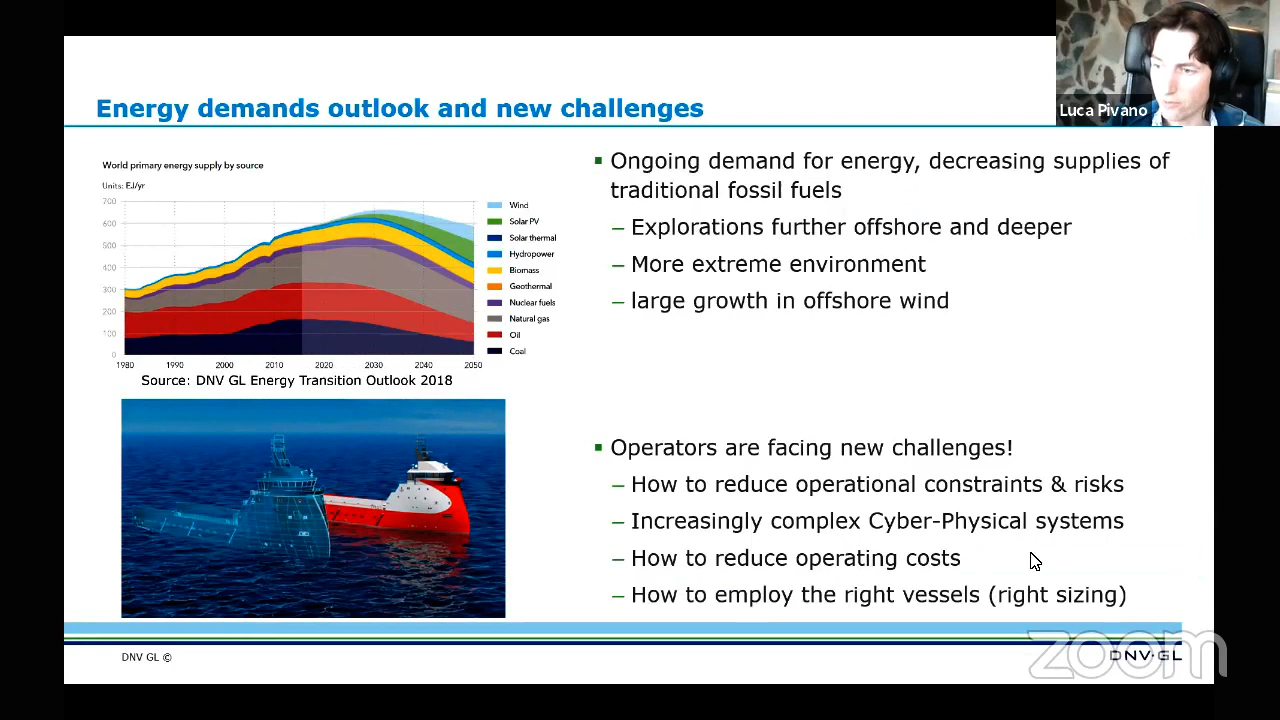 Luca Pivano
Energy demands outlook and new challenges
World primary energy supply by source
Units: EJ/yr
700
600
500
400
300
200
100
0
1980 1990 2000 2010 2020 2030 2040 2050
Wind
Solar PV
Solar thermal
Hydropower
Biomass
Geothermal
Nuclear fuels
Natural gas
Oil
Coal
Source: DNV GL Energy Transition Outlook 2018
Ongoing demand for energy, decreasing supplies of
traditional fossil fuels
– Explorations further offshore and deeper
– More extreme environment
– large growth in offshore wind
Operators are facing new challenges!
– How to reduce operational constraints & risks
– Increasingly complex Cyber-Physical systems
– How to reduce operating costs
– How to employ the right vessels (right sizing)
DNV GL ©
DNV·GL
zoom